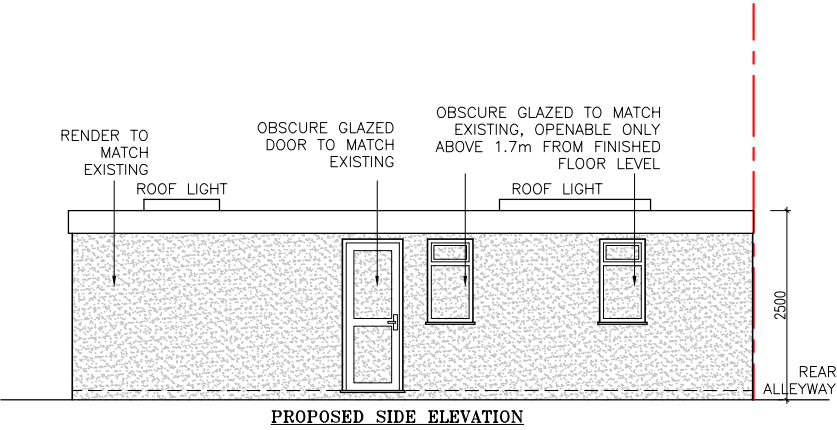 RENDER TO
MATCH
EXISTING
OBSCURE GLAZED
DOOR TO MATCH
EXISTING
OBSCURE GLAZED TO MATCH
EXISTING, OPENABLE ONLY
ABOVE 1.7m FROM FINISHED
FLOOR LEVEL
ROOF LIGHT
ROOF LIGHT
2500
REAR
ALLEYWAY
PROPOSED SIDE ELEVATION